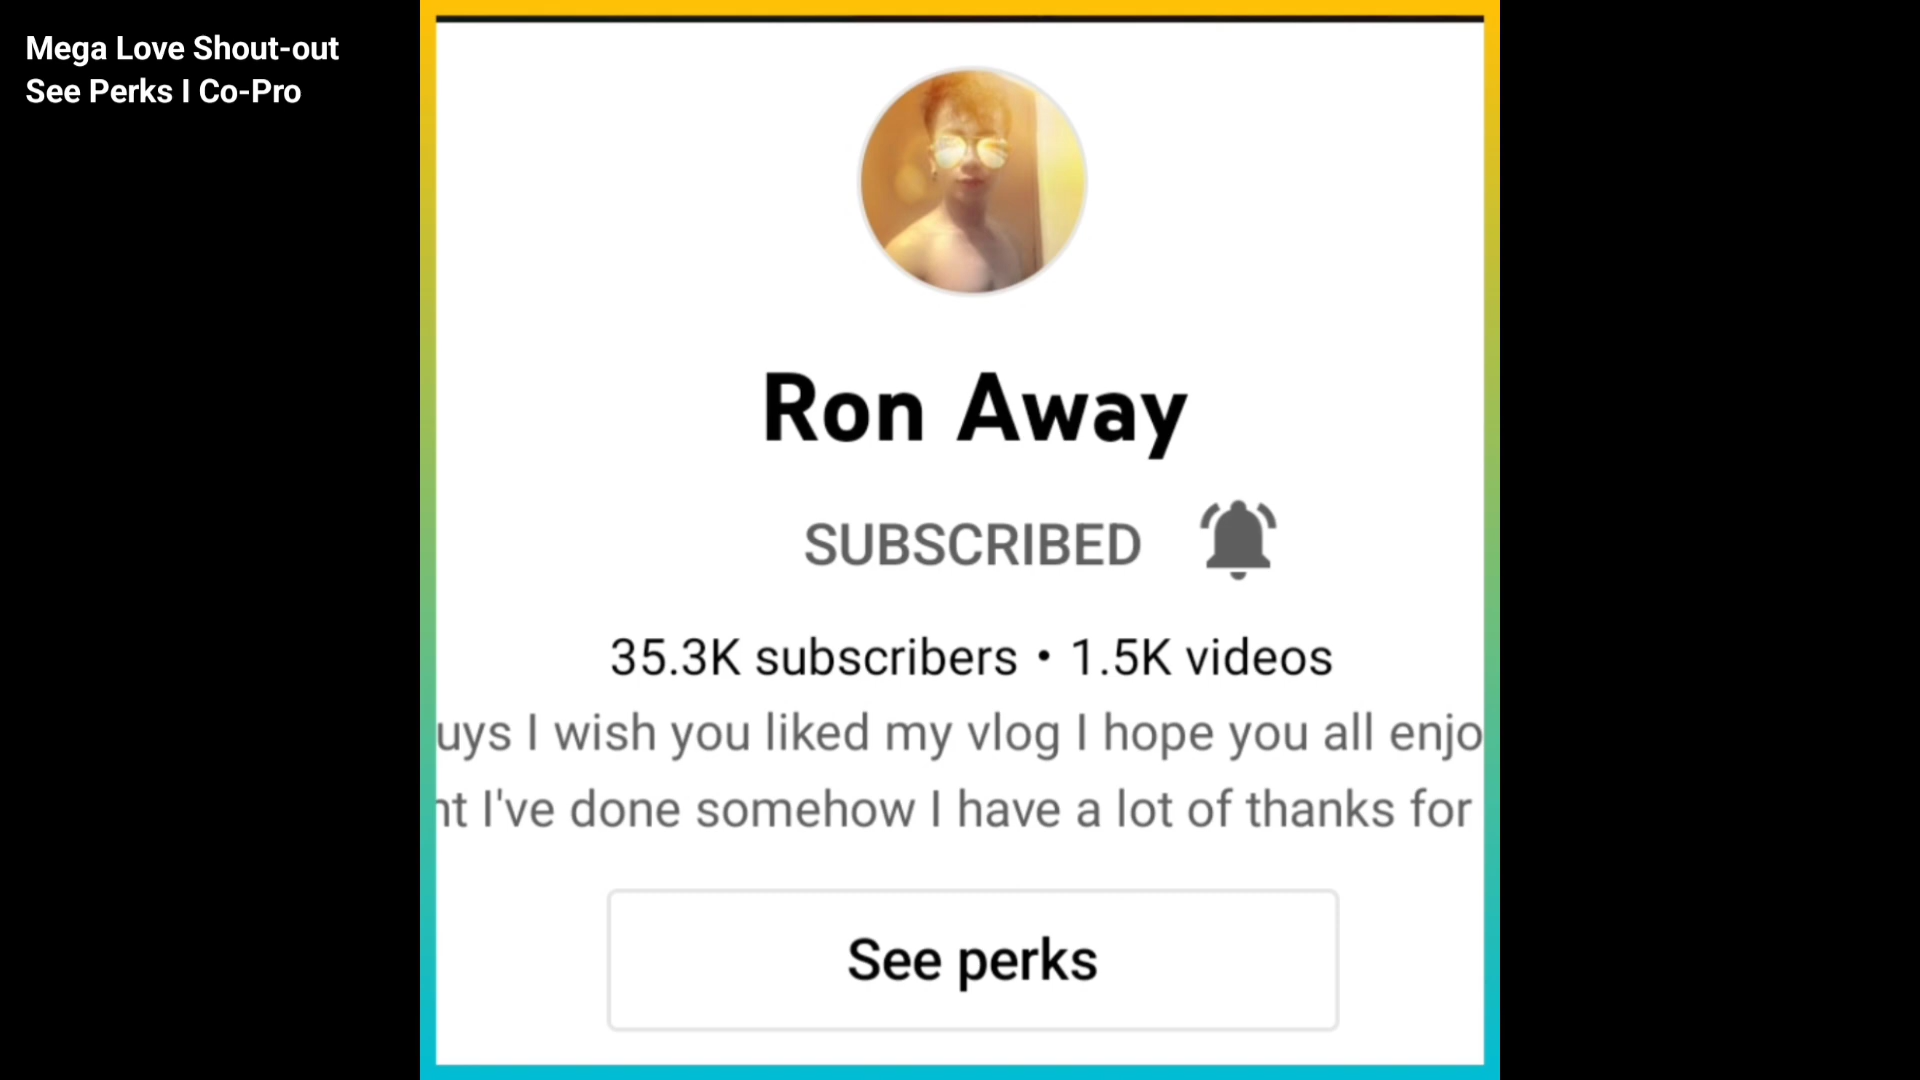 Mega Love Shout-out
See Perks I Co-Pro
Ron Away
SUBSCRIBED
35.3K subscribers • 1.5K videos
uys I wish you liked my vlog I hope you all enjo
nt I've done somehow I have a lot of thanks for
See perks